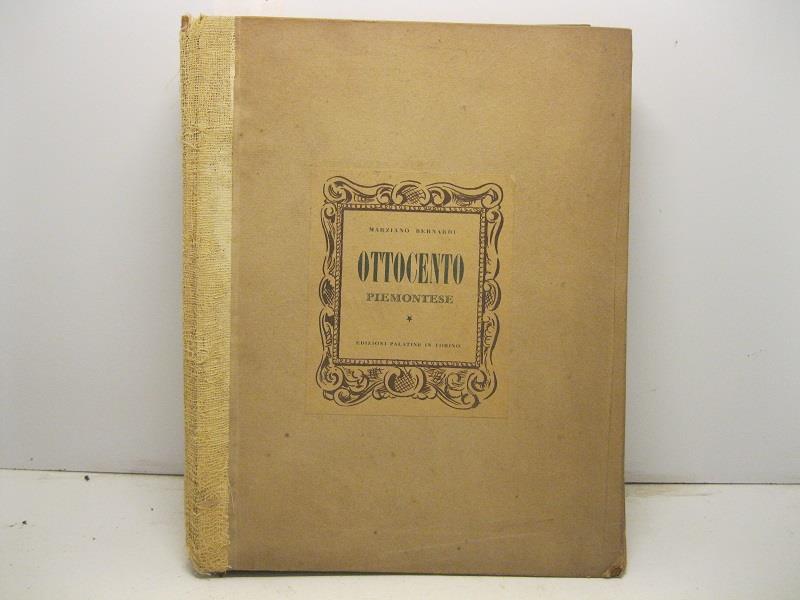 MARZIANO BERNARDI
OTTOCENTO
PIEMONTESE
EDIZIONI PALATINE IN TORINO